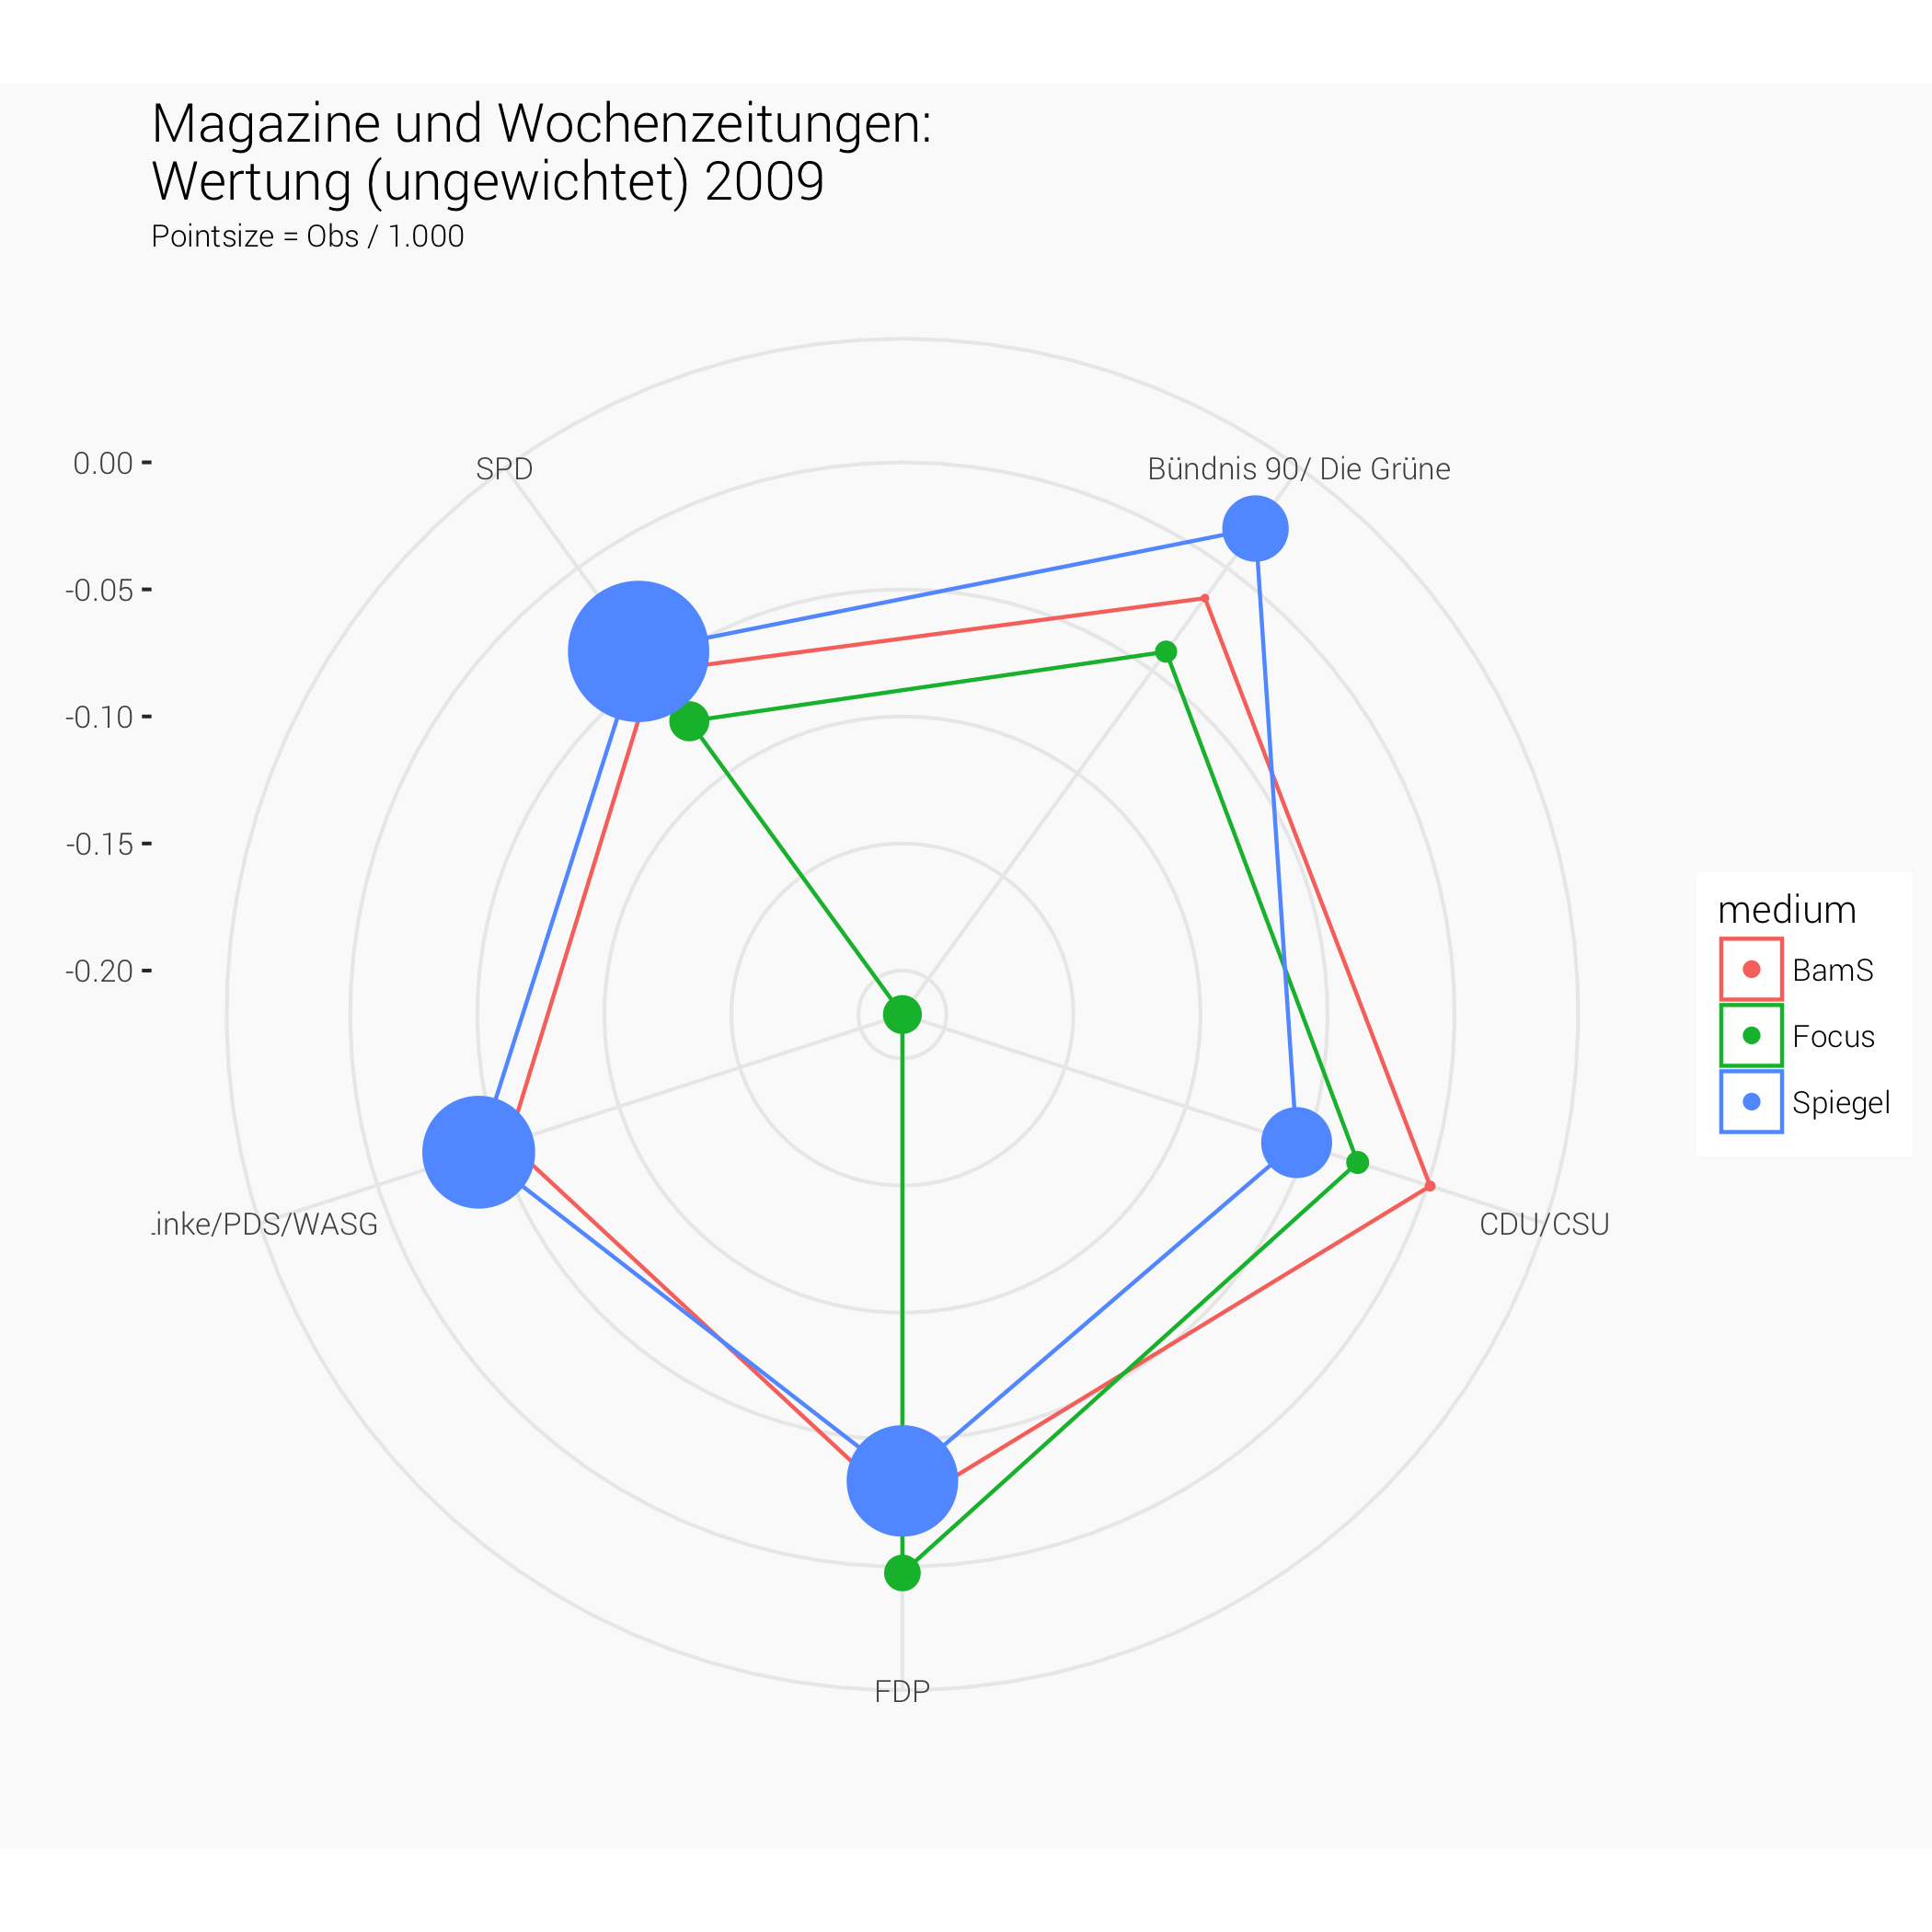 Magazine und Wochenzeitungen:
Wertung (ungewichtet) 2009
Pointsize = Obs / 1.000
0.00
-0.05
-0.10
-0.15
-0.20
SPD
Bündnis 90/ Die Grüne
.inke/PDS/WASG
CDU/CSU
FDP
medium
BamS
Focus
Spiegel